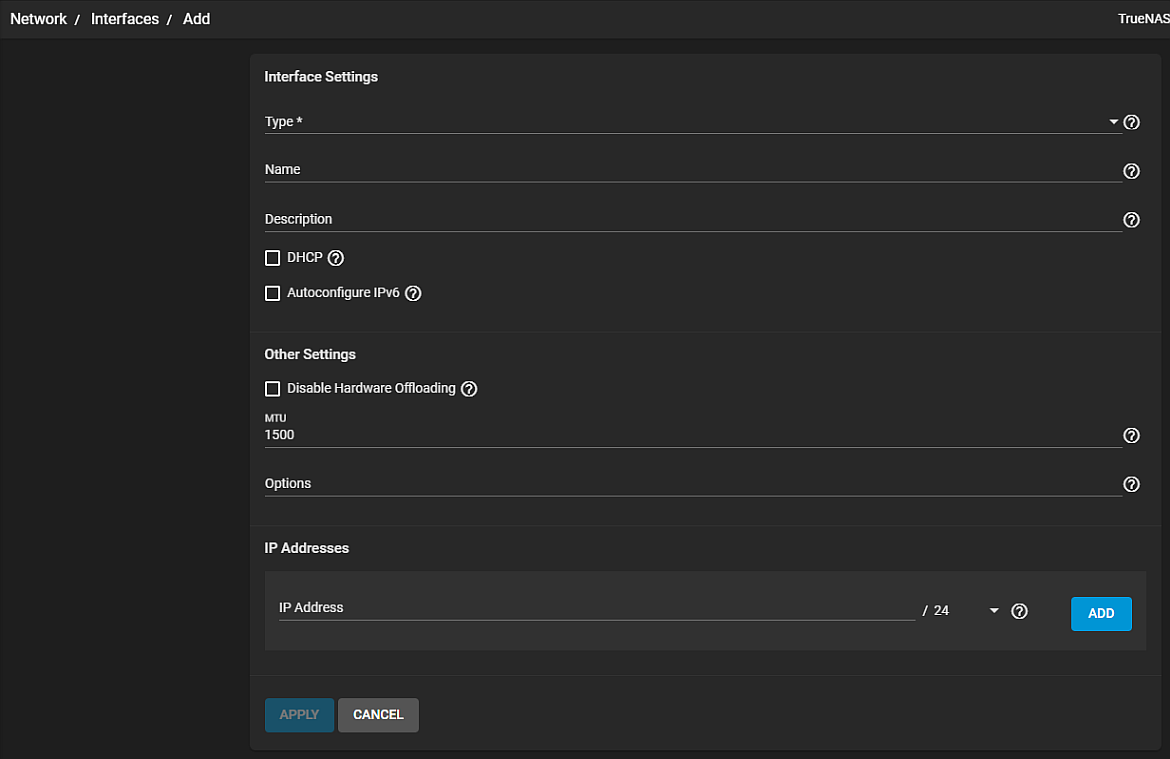 Network / Interfaces / Add
TrueNAS
Interface Settings
Type *
Name
Description
DHCP
Autoconfigure IPv6
Other Settings
Disable Hardware Offloading
MTU
1500
Options
IP Addresses
IP Address / 24 ADD
APPLY CANCEL